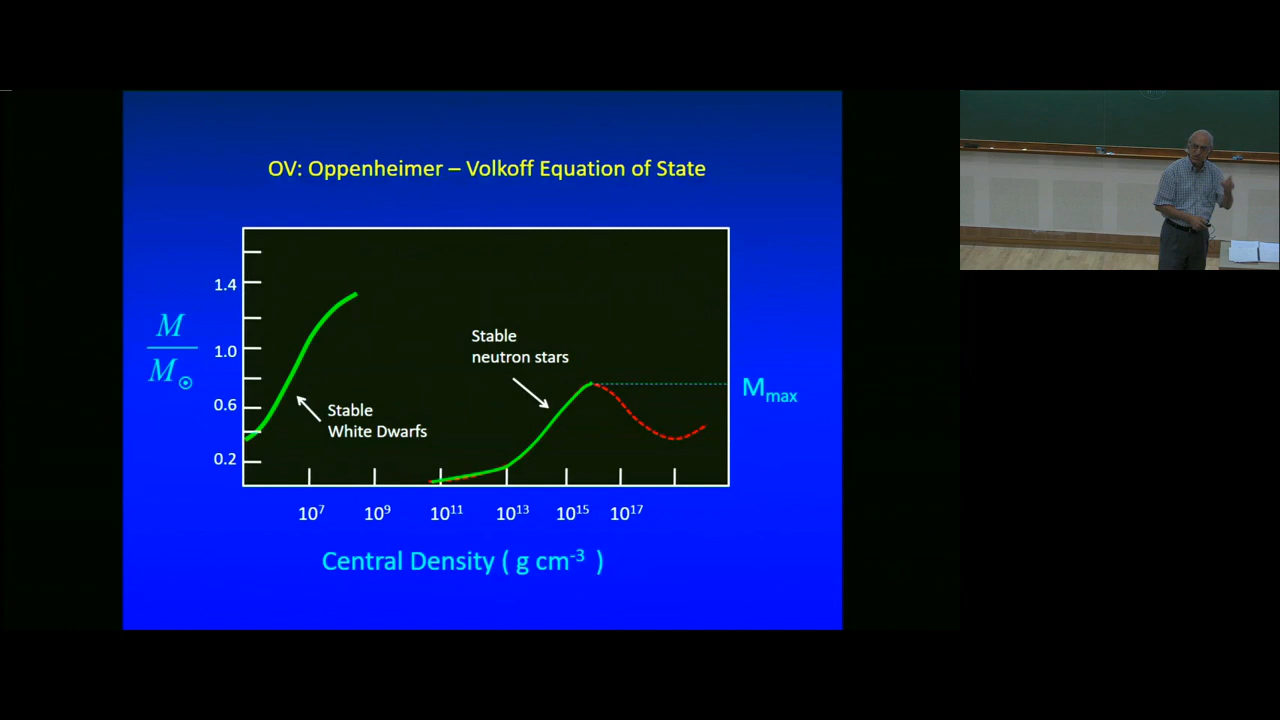 OV: Oppenheimer – Volkoff Equation of State
1.4
1.0
0.6
0.2
M
M☉
Stable
White Dwarfs
Stable
neutron stars
Mmax
10⁷ 10⁹ 10¹¹ 10¹³ 10¹⁵ 10¹⁷
Central Density ( g cm⁻³ )